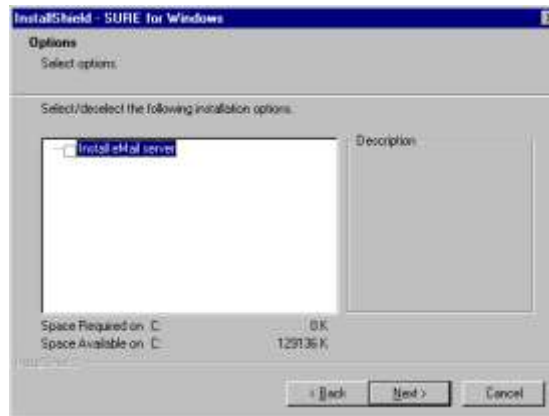 InstallShield - SURE for Windows
Options
Select options.
Select/deselect the following installation options.
Install eMail server
Description
Space Required on C: 0 K
Space Available on C: 129136 K
InstallShield
< Back Next > Cancel